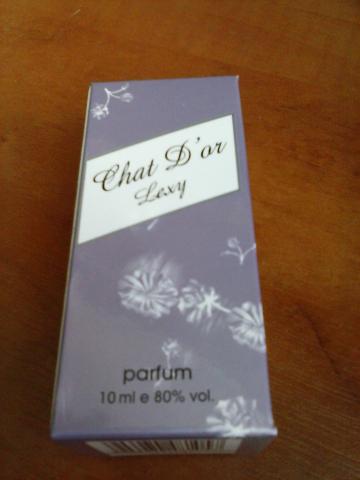 Chat D'or
Lexy
parfum
10 ml e 80% vol.